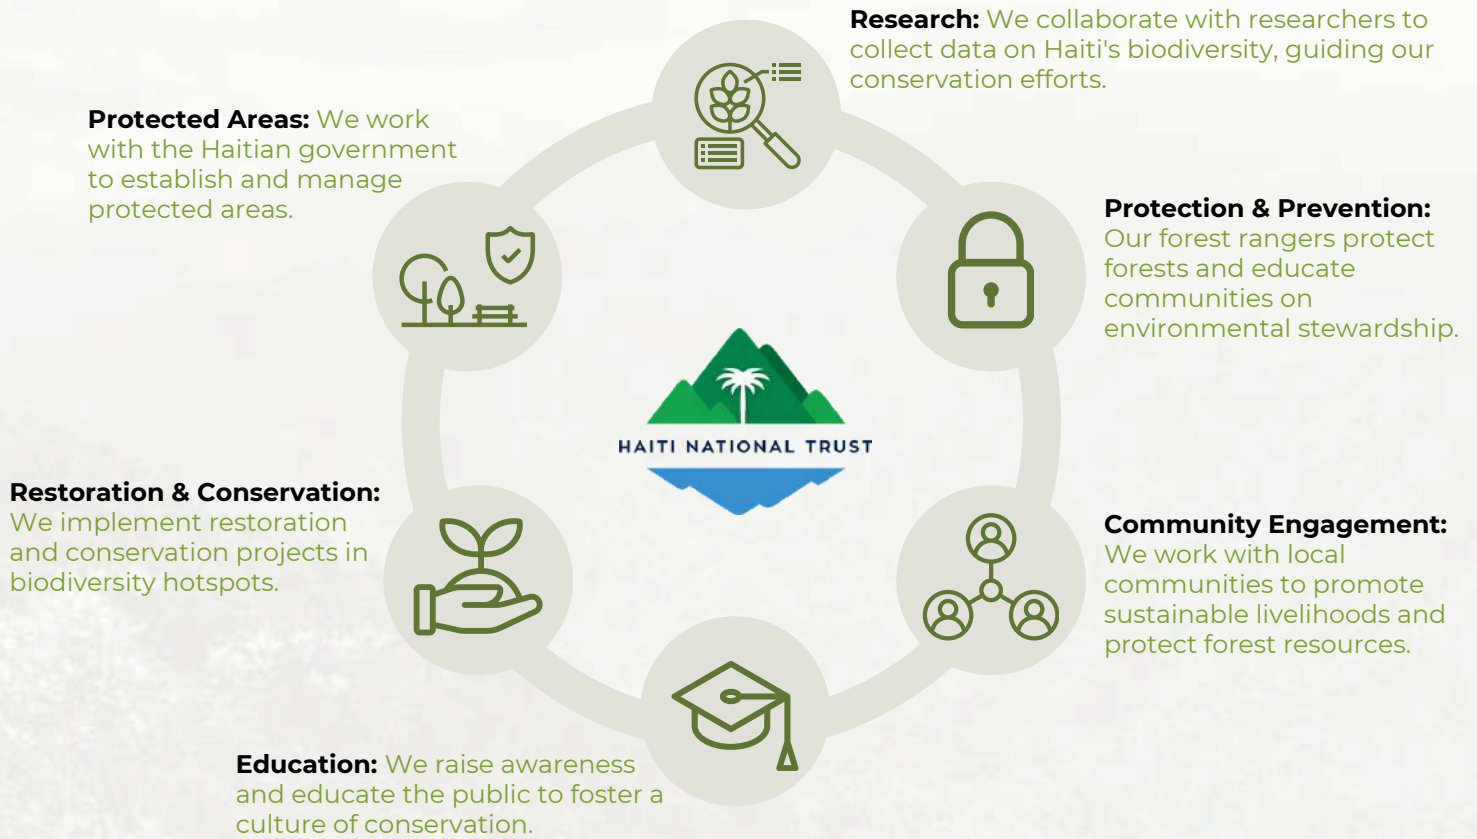 Research: We collaborate with researchers to
collect data on Haiti's biodiversity, guiding our
conservation efforts.
Protected Areas: We work
with the Haitian government
to establish and manage
protected areas.
Protection & Prevention:
Our forest rangers protect
forests and educate
communities on
environmental stewardship.
HAITI NATIONAL TRUST
Restoration & Conservation:
We implement restoration
and conservation projects in
biodiversity hotspots.
Community Engagement:
We work with local
communities to promote
sustainable livelihoods and
protect forest resources.
Education: We raise awareness
and educate the public to foster a
culture of conservation.